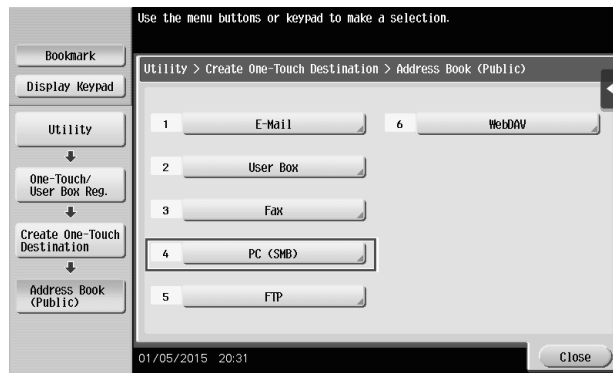 Use the menu buttons or keypad to make a selection.
Bookmark
Display Keypad
Utility
One-Touch/
User Box Reg.
Create One-Touch
Destination
Address Book
(Public)
Utility > Create One-Touch Destination > Address Book (Public)
1 E-Mail
2 User Box
3 Fax
4 PC (SMB)
5 FTP
6 WebDAV
01/05/2015 20:31
Close